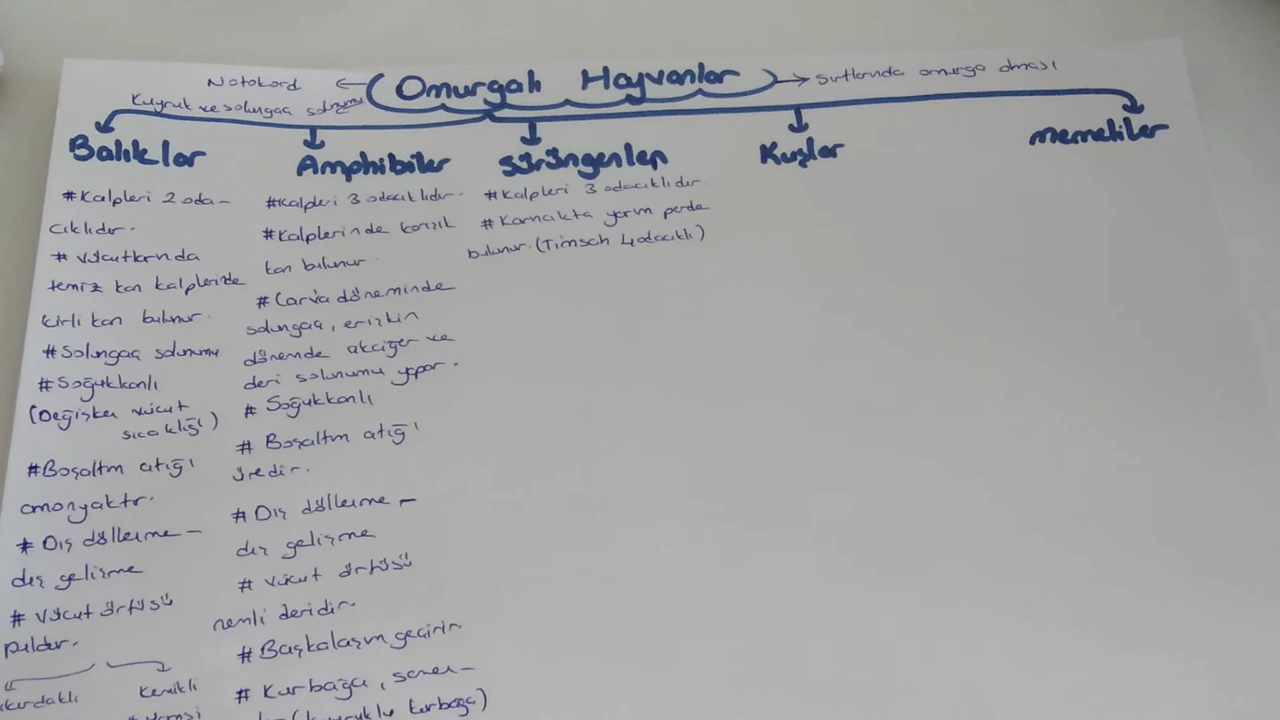 Notokord ← (Omurgalı Hayvanlar) → sırtlarında omurga olması
Kuyruk ve solungaç solunumu
Balıklar
#Kalpleri 2 oda-
cıklıdır.
# Vücutlarında
temiz kan kalplerinde
kirli kan bulunur.
#Solungaç solunumu
#Soğukkanlı
(Değişken vücut
sıcaklığı)
#Boşaltım atığı
amonyaktır.
# Dış döllenme-
dış gelişme
# Vücut örtüsü
puldur.
Kemikli
Amphibiler
#Kalpleri 3 odacıklıdır.
#Kalplerinde karışık
kan bulunur.
#Larva döneminde
solungaç, erişkin
dönemde akciğer ve
deri solunumu yapar.
# Soğukkanlı
# Boşaltım atığı
üredir.
# Dış döllenme-
dış gelişme
# Vücut örtüsü
nemli deridir.
#Başkalaşım geçirir.
# Kurbağa, semen-
(kuyruklu kurbağa)
Sürüngenler
#Kalpleri 3 odacıklıdır.
# Karıncıkta yarım perde
bulunur. (Timsah 4 odacıklı)
Kuşlar
memeliler